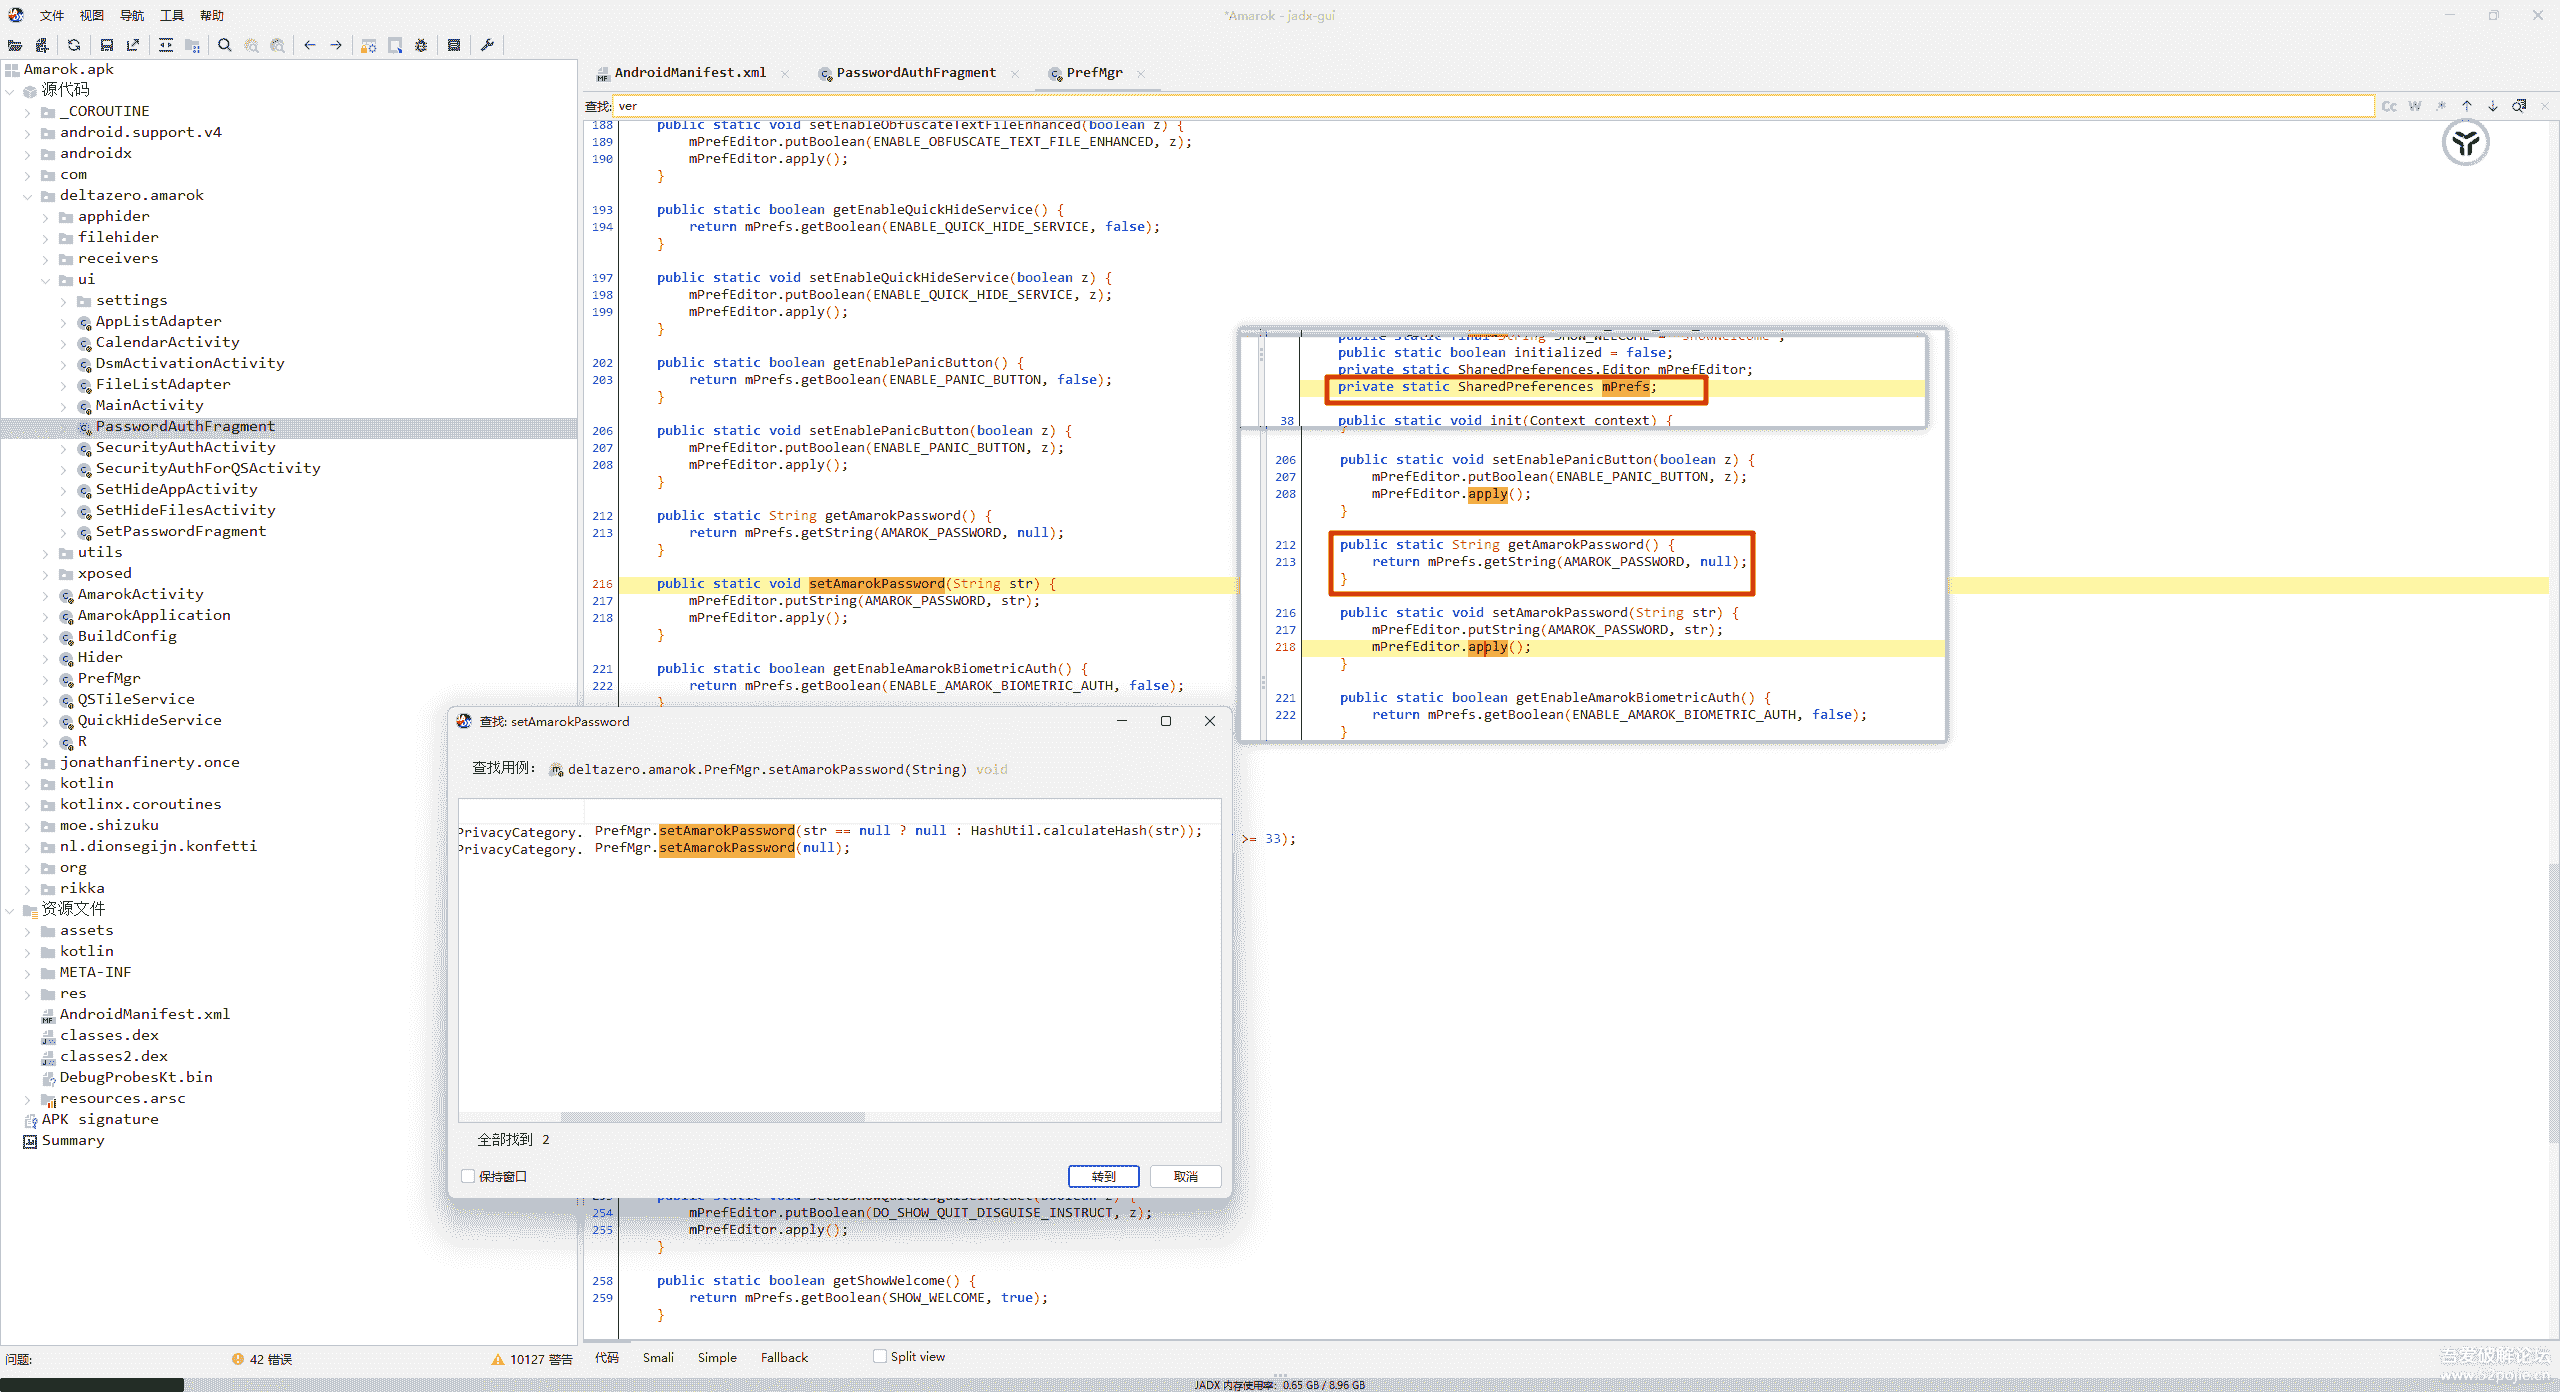 文件 视图 导航 工具 帮助
*Amarok - jadx-gui
Amarok.apk
源代码
_COROUTINE
android.support.v4
androidx
com
deltazero.amarok
apphider
filehider
receivers
ui
settings
AppListAdapter
CalendarActivity
DsmActivationActivity
FileListAdapter
MainActivity
PasswordAuthFragment
SecurityAuthActivity
SecurityAuthForQSActivity
SetHideAppActivity
SetHideFilesActivity
SetPasswordFragment
utils
xposed
AmarokActivity
AmarokApplication
BuildConfig
Hider
PrefMgr
QSTileService
QuickHideService
R
jonathanfinerty.once
kotlin
kotlinx.coroutines
moe.shizuku
nl.dionsegijn.konfetti
org
rikka
资源文件
assets
kotlin
META-INF
res
AndroidManifest.xml
classes.dex
classes2.dex
DebugProbesKt.bin
resources.arsc
APK signature
Summary
问题: 42 错误 10127 警告
AndroidManifest.xml PasswordAuthFragment PrefMgr
查找: ver Cc W .*
188 public static void setEnableObfuscateTextFileEnhanced(boolean z) {
189 mPrefEditor.putBoolean(ENABLE_OBFUSCATE_TEXT_FILE_ENHANCED, z);
190 mPrefEditor.apply();
}
193 public static boolean getEnableQuickHideService() {
194 return mPrefs.getBoolean(ENABLE_QUICK_HIDE_SERVICE, false);
}
197 public static void setEnableQuickHideService(boolean z) {
198 mPrefEditor.putBoolean(ENABLE_QUICK_HIDE_SERVICE, z);
199 mPrefEditor.apply();
}
202 public static boolean getEnablePanicButton() {
203 return mPrefs.getBoolean(ENABLE_PANIC_BUTTON, false);
}
206 public static void setEnablePanicButton(boolean z) {
207 mPrefEditor.putBoolean(ENABLE_PANIC_BUTTON, z);
208 mPrefEditor.apply();
}
212 public static String getAmarokPassword() {
213 return mPrefs.getString(AMAROK_PASSWORD, null);
}
216 public static void setAmarokPassword(String str) {
217 mPrefEditor.putString(AMAROK_PASSWORD, str);
218 mPrefEditor.apply();
}
221 public static boolean getEnableAmarokBiometricAuth() {
222 return mPrefs.getBoolean(ENABLE_AMAROK_BIOMETRIC_AUTH, false);
}
public static boolean initialized = false;
private static SharedPreferences.Editor mPrefEditor;
private static SharedPreferences mPrefs;
38 public static void init(Context context) {
206 public static void setEnablePanicButton(boolean z) {
207 mPrefEditor.putBoolean(ENABLE_PANIC_BUTTON, z);
208 mPrefEditor.apply();
}
212 public static String getAmarokPassword() {
213 return mPrefs.getString(AMAROK_PASSWORD, null);
}
216 public static void setAmarokPassword(String str) {
217 mPrefEditor.putString(AMAROK_PASSWORD, str);
218 mPrefEditor.apply();
}
221 public static boolean getEnableAmarokBiometricAuth() {
222 return mPrefs.getBoolean(ENABLE_AMAROK_BIOMETRIC_AUTH, false);
}
>= 33);
查找: setAmarokPassword
查找用例: deltazero.amarok.PrefMgr.setAmarokPassword(String) void
PrivacyCategory. PrefMgr.setAmarokPassword(str == null ? null : HashUtil.calculateHash(str));
PrivacyCategory. PrefMgr.setAmarokPassword(null);
全部找到 2
保持窗口 转到 取消
254 mPrefEditor.putBoolean(DO_SHOW_QUIT_DISGUISE_INSTRUCT, z);
255 mPrefEditor.apply();
}
258 public static boolean getShowWelcome() {
259 return mPrefs.getBoolean(SHOW_WELCOME, true);
}
代码 Smali Simple Fallback Split view
JADX 内存使用率: 0.65 GB / 8.96 GB
吾爱破解论坛
www.52pojie.cn